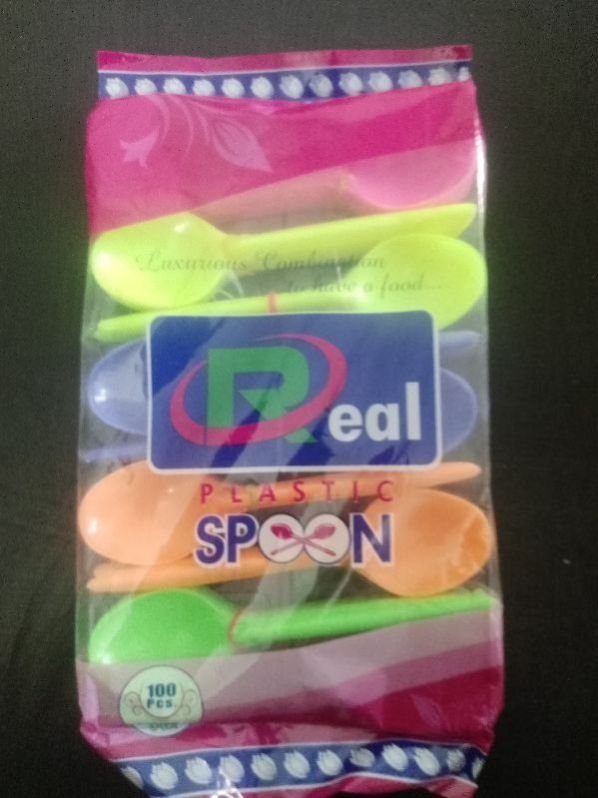 Luxurious Combination
to have a food...
Real
PLASTIC
SPOON
100
Pcs.